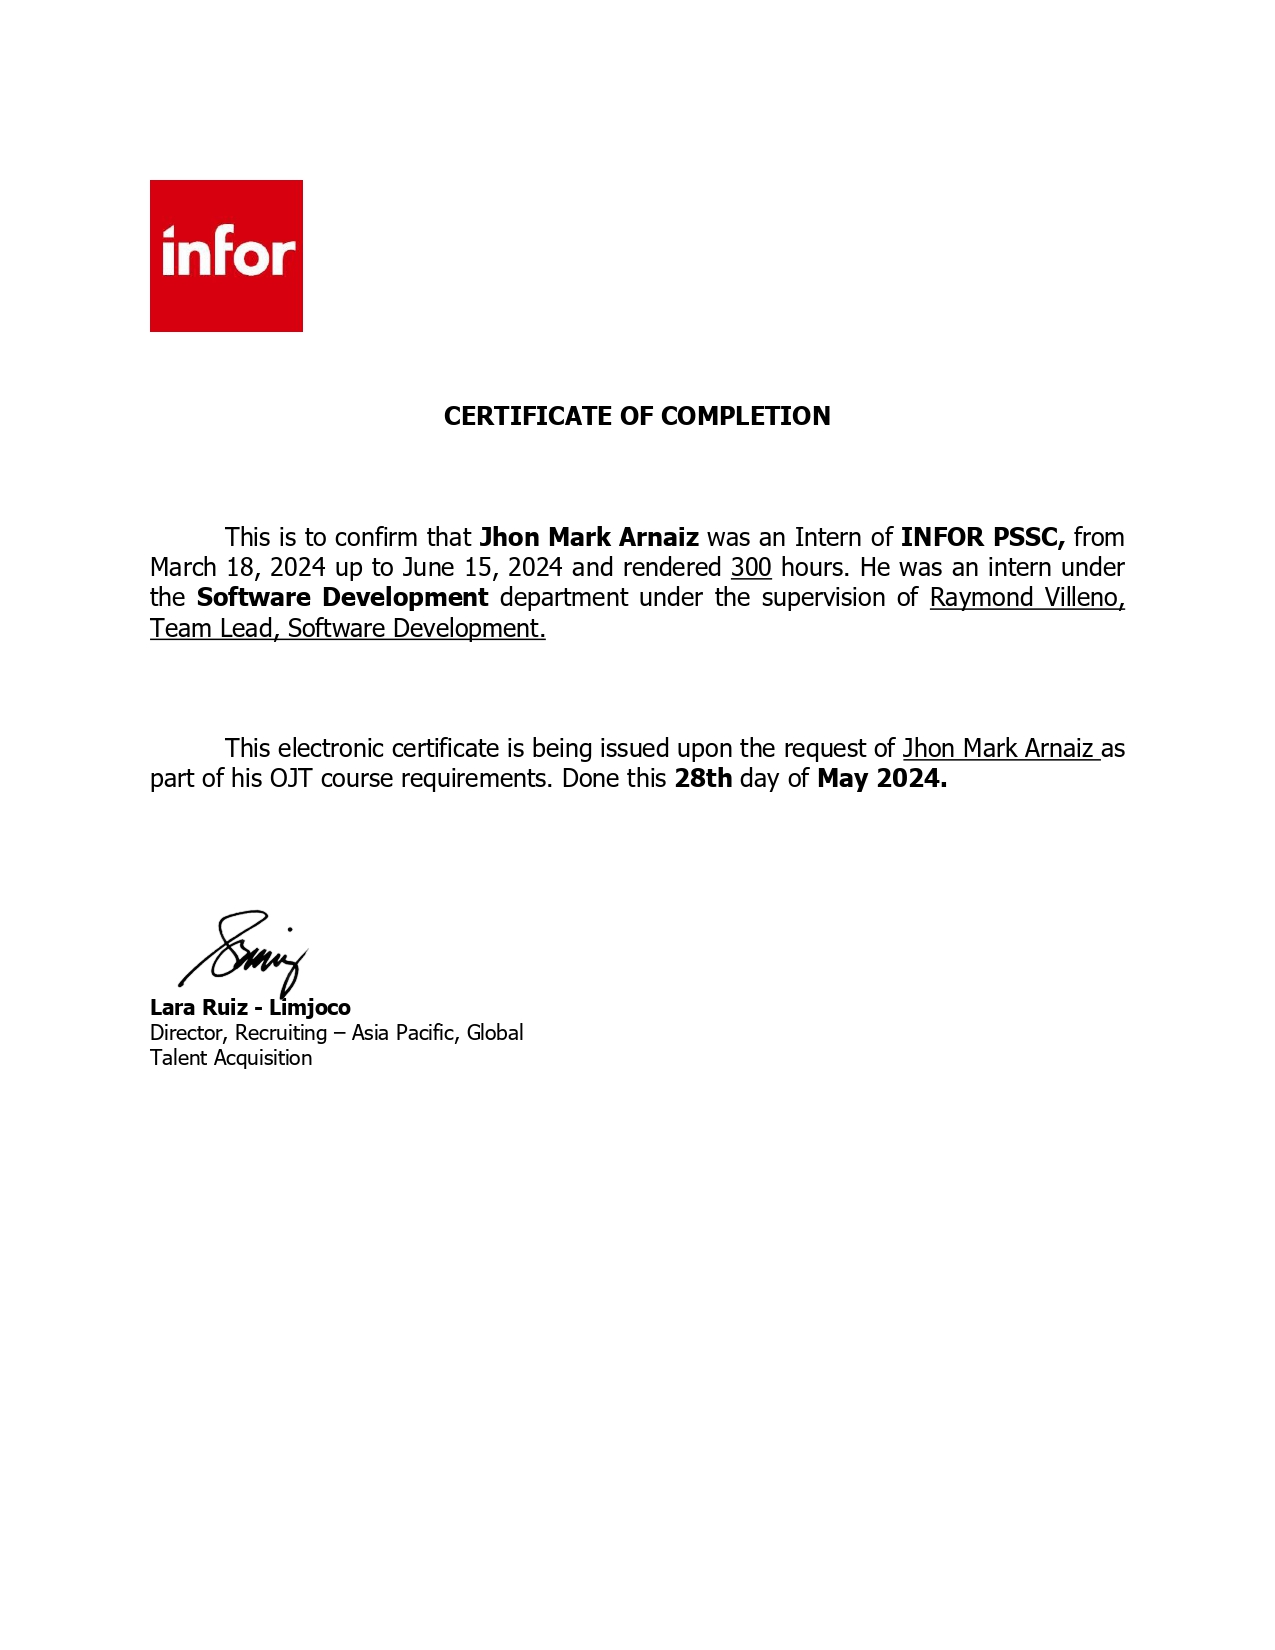 infor
CERTIFICATE OF COMPLETION
This is to confirm that Jhon Mark Arnaiz was an Intern of INFOR PSSC, from
March 18, 2024 up to June 15, 2024 and rendered 300 hours. He was an intern under
the Software Development department under the supervision of Raymond Villeno,
Team Lead, Software Development.
This electronic certificate is being issued upon the request of Jhon Mark Arnaiz as
part of his OJT course requirements. Done this 28th day of May 2024.
Lara Ruiz - Limjoco
Director, Recruiting – Asia Pacific, Global
Talent Acquisition